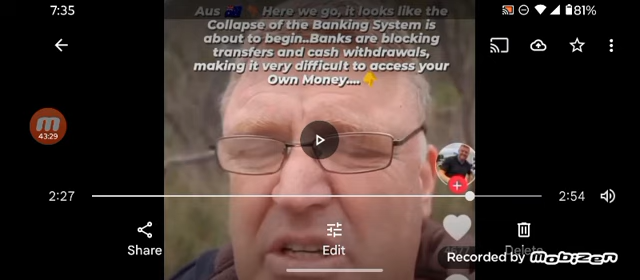 7:35
81%
Aus 🇦🇺 Here we go, it looks like the
Collapse of the Banking System is
about to begin..Banks are blocking
transfers and cash withdrawals,
making it very difficult to access your
Own Money....👇
43:29
2:27
2:54
Share
Edit
Delete
Recorded by mobizen